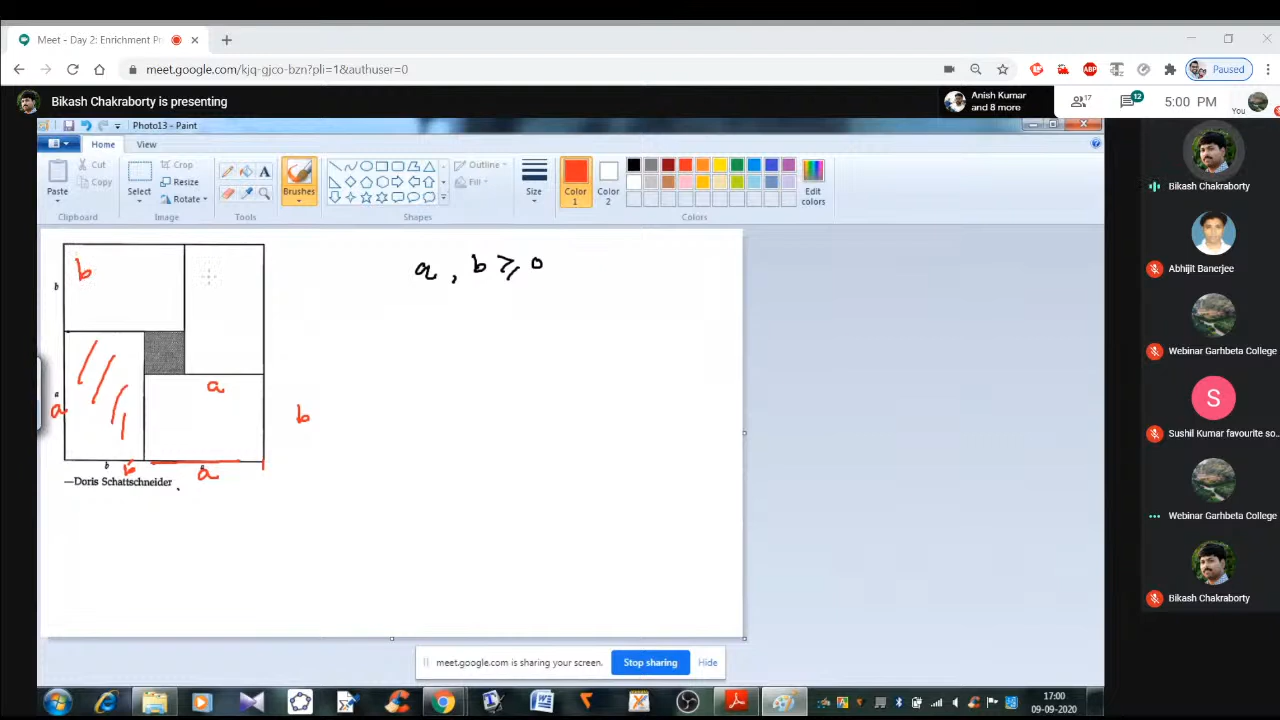 Meet - Day 2: Enrichment Pr
meet.google.com/kjq-gjco-bzn?pli=1&authuser=0
Paused
Bikash Chakraborty is presenting
Anish Kumar
and 8 more
17
12
5:00 PM
You
Photo13 - Paint
Home
View
Paste
Cut
Copy
Clipboard
Select
Crop
Resize
Rotate
Image
Tools
Brushes
Shapes
Outline
Fill
Size
Color
1
Color
2
Edit
colors
Colors
b
b
a , b ⩾ 0
a
a
a
b
b
b
a
—Doris Schattschneider
Bikash Chakraborty
Abhijit Banerjee
Webinar Garhbeta College
S
Sushil Kumar favourite so...
Webinar Garhbeta College
Bikash Chakraborty
meet.google.com is sharing your screen.
Stop sharing
Hide
17:00
09-09-2020